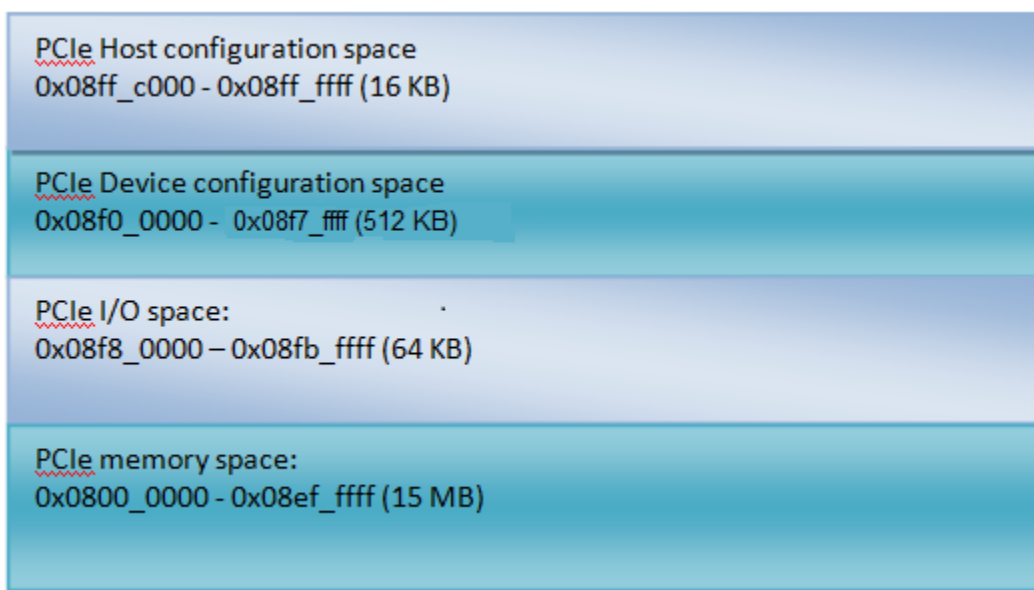 PCIe Host configuration space
0x08ff_c000 - 0x08ff_ffff (16 KB)
PCIe Device configuration space
0x08f0_0000 - 0x08f7_ffff (512 KB)
PCIe I/O space:
0x08f8_0000 – 0x08fb_ffff (64 KB)
PCIe memory space:
0x0800_0000 - 0x08ef_ffff (15 MB)